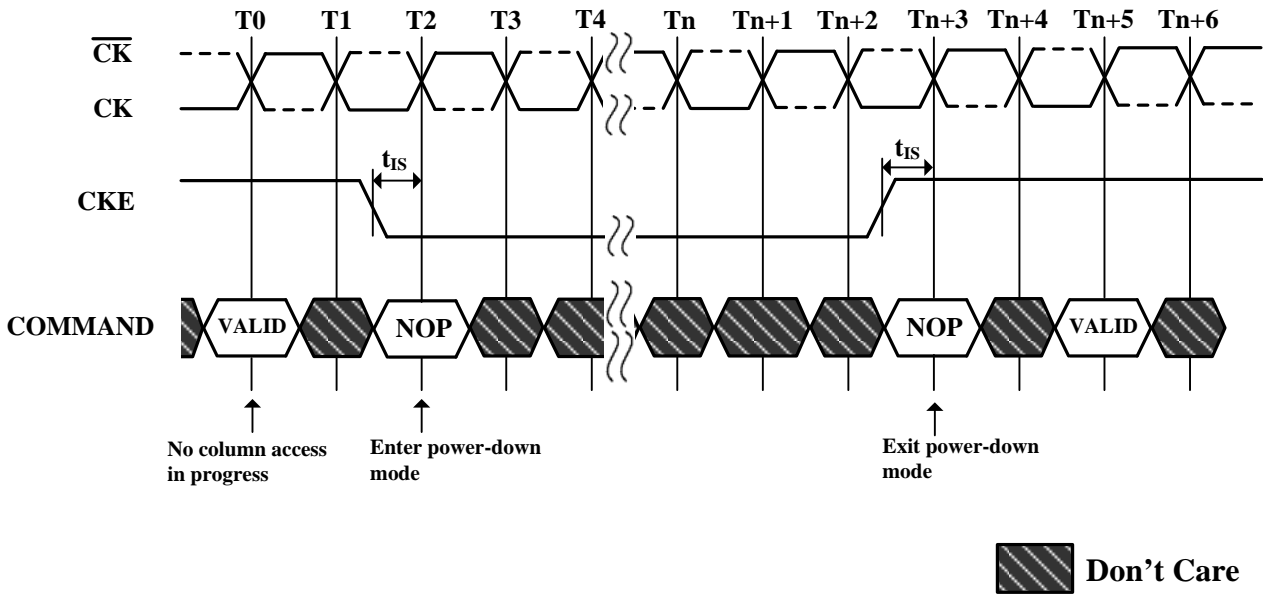 T0 T1 T2 T3 T4 Tn Tn+1 Tn+2 Tn+3 Tn+4 Tn+5 Tn+6
CK
CK
tIS tIS
CKE
COMMAND VALID NOP NOP VALID
No column access
in progress
Enter power-down
mode
Exit power-down
mode
Don't Care